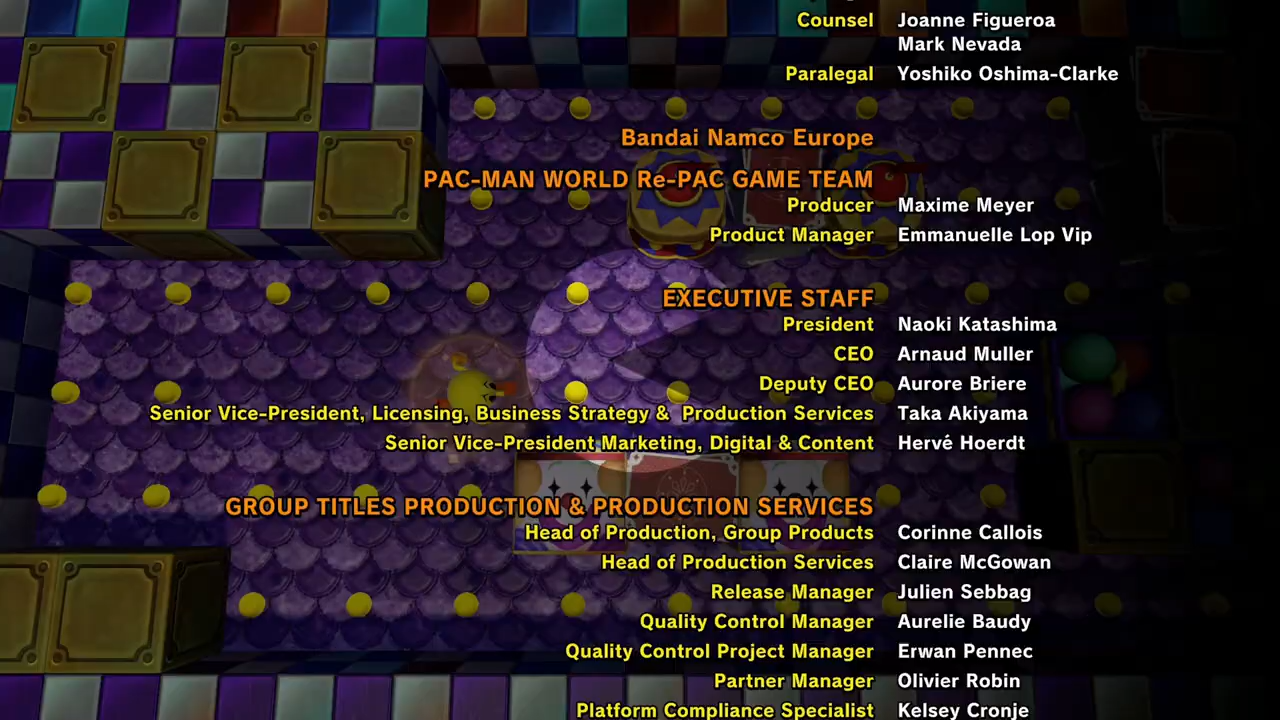 Counsel Joanne Figueroa
Mark Nevada
Paralegal Yoshiko Oshima-Clarke
Bandai Namco Europe
PAC-MAN WORLD Re-PAC GAME TEAM
Producer Maxime Meyer
Product Manager Emmanuelle Lop Vip
EXECUTIVE STAFF
President Naoki Katashima
CEO Arnaud Muller
Deputy CEO Aurore Briere
Senior Vice-President, Licensing, Business Strategy & Production Services Taka Akiyama
Senior Vice-President Marketing, Digital & Content Hervé Hoerdt
GROUP TITLES PRODUCTION & PRODUCTION SERVICES
Head of Production, Group Products Corinne Callois
Head of Production Services Claire McGowan
Release Manager Julien Sebbag
Quality Control Manager Aurelie Baudy
Quality Control Project Manager Erwan Pennec
Partner Manager Olivier Robin
Platform Compliance Specialist Kelsey Cronje